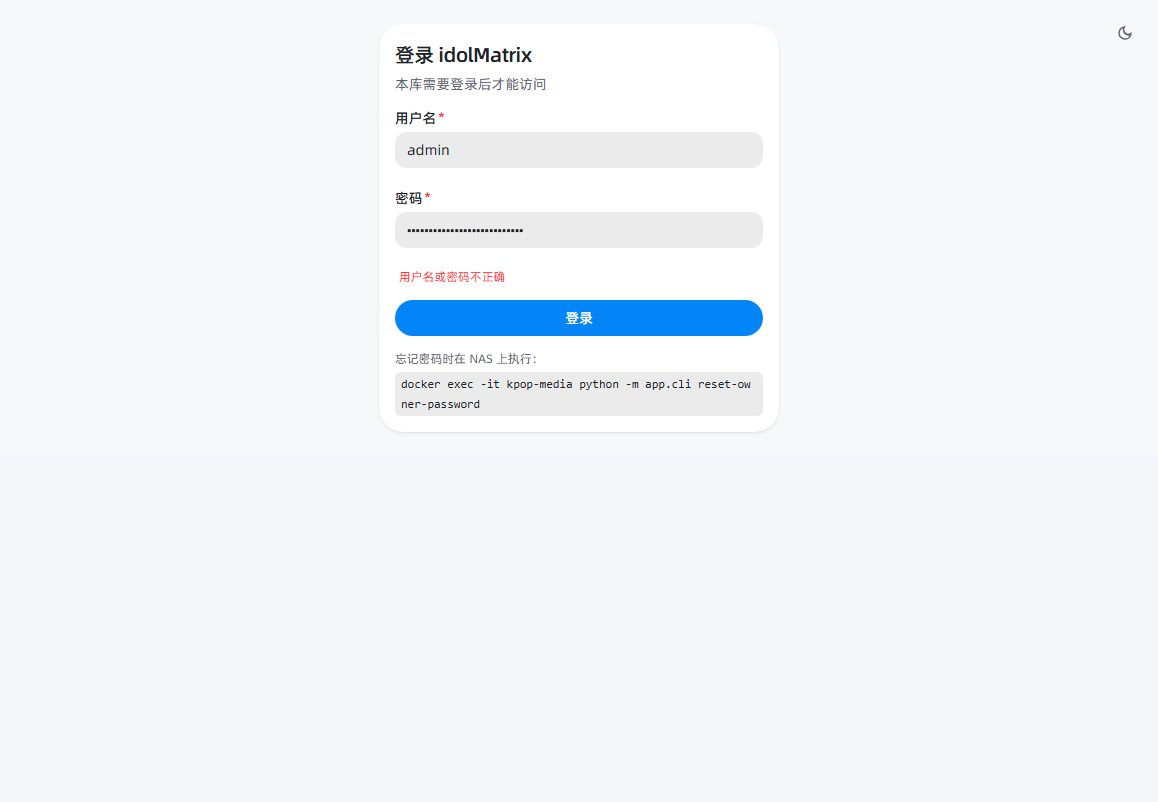 登录 idolMatrix
本库需要登录后才能访问
用户名*
admin
密码*
•••••••••••••••••••••••••••
用户名或密码不正确
登录
忘记密码时在 NAS 上执行：
docker exec -it kpop-media python -m app.cli reset-ow
ner-password